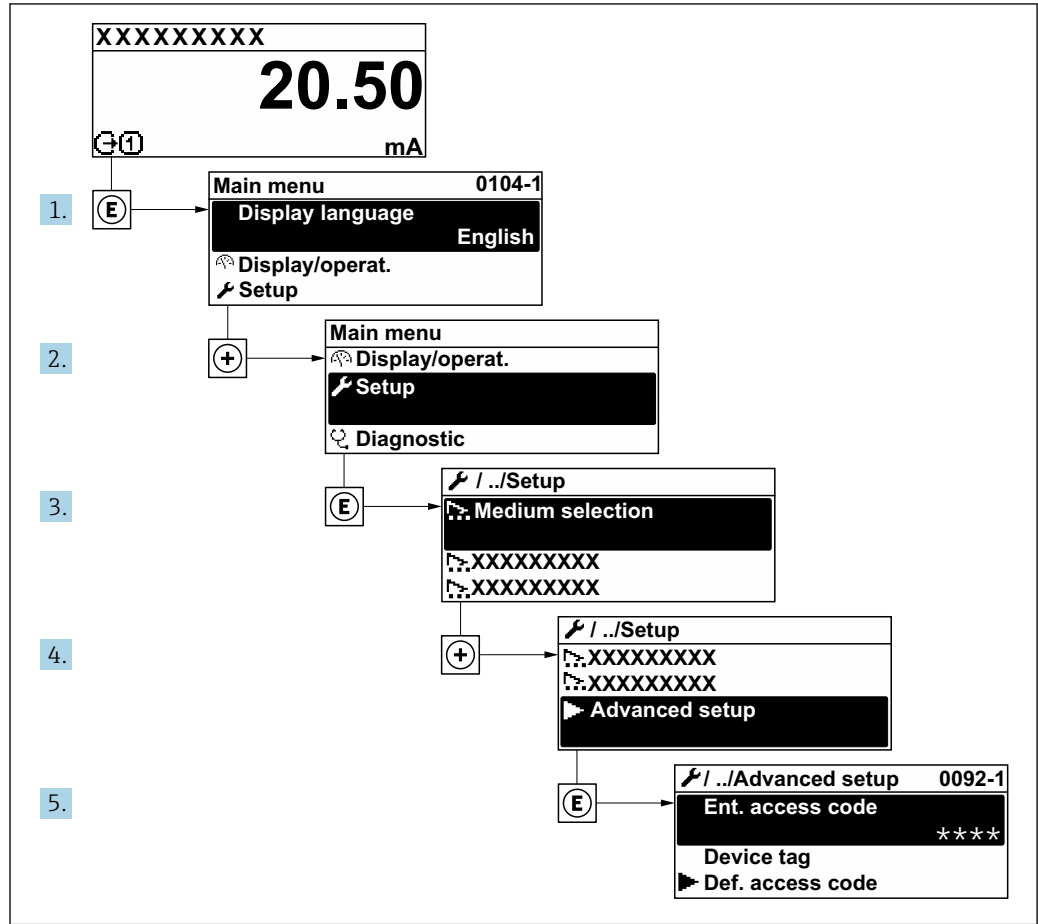 XXXXXXXXX
20.50
①
mA
1.
E
Main menu 0104-1
Display language
English
Display/operat.
Setup
2.
+
Main menu
Display/operat.
Setup
Diagnostic
3.
E
/ ../Setup
Medium selection
XXXXXXXXX
XXXXXXXXX
4.
+
/ ../Setup
XXXXXXXXX
XXXXXXXXX
Advanced setup
5.
E
/ ../Advanced setup 0092-1
Ent. access code
****
Device tag
Def. access code